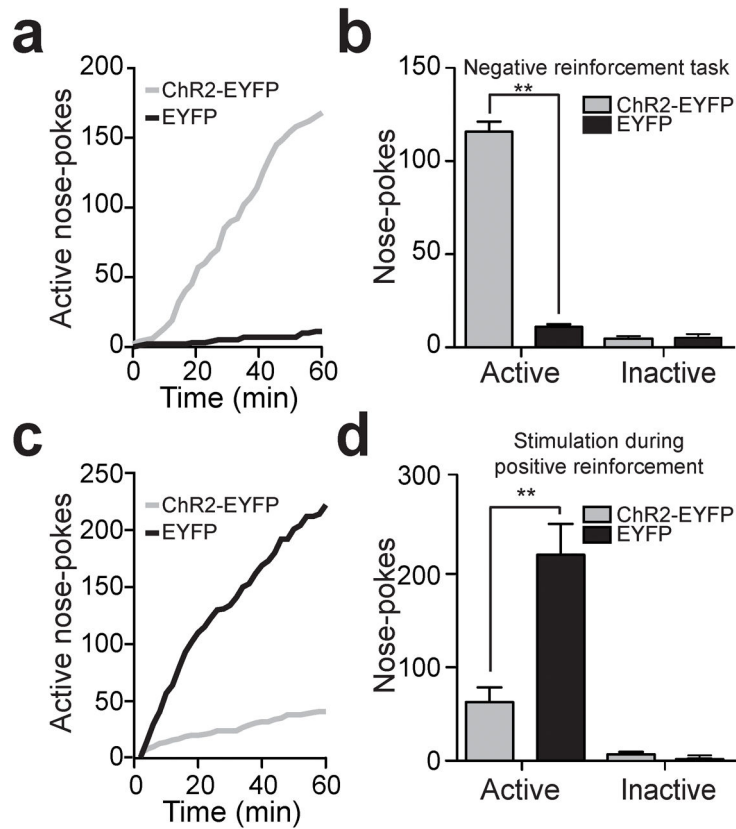 a
200
150
100
50
0
Active nose-pokes
ChR2-EYFP
EYFP
0 20 40 60
Time (min)
b
Negative reinforcement task
150
100
50
0
Nose-pokes
**
ChR2-EYFP
EYFP
Active Inactive
c
250
200
150
100
50
0
Active nose-pokes
ChR2-EYFP
EYFP
0 20 40 60
Time (min)
d
Stimulation during
positive reinforcement
300
200
100
0
Nose-pokes
**
ChR2-EYFP
EYFP
Active Inactive